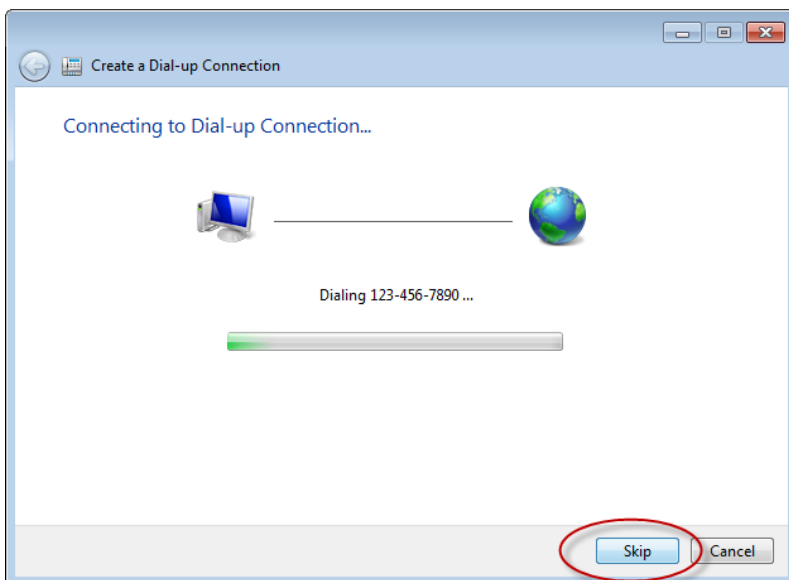 Create a Dial-up Connection
Connecting to Dial-up Connection...
Dialing 123-456-7890 ...
Skip Cancel